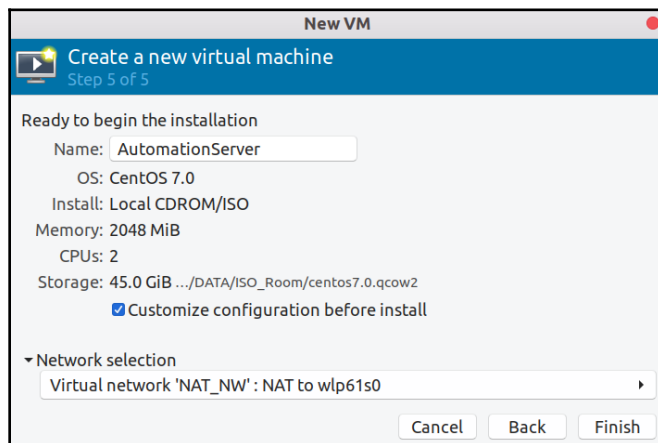 New VM
Create a new virtual machine
Step 5 of 5
Ready to begin the installation
Name: AutomationServer
OS: CentOS 7.0
Install: Local CDROM/ISO
Memory: 2048 MiB
CPUs: 2
Storage: 45.0 GiB .../DATA/ISO_Room/centos7.0.qcow2
Customize configuration before install
Network selection
Virtual network 'NAT_NW' : NAT to wlp61s0
Cancel Back Finish